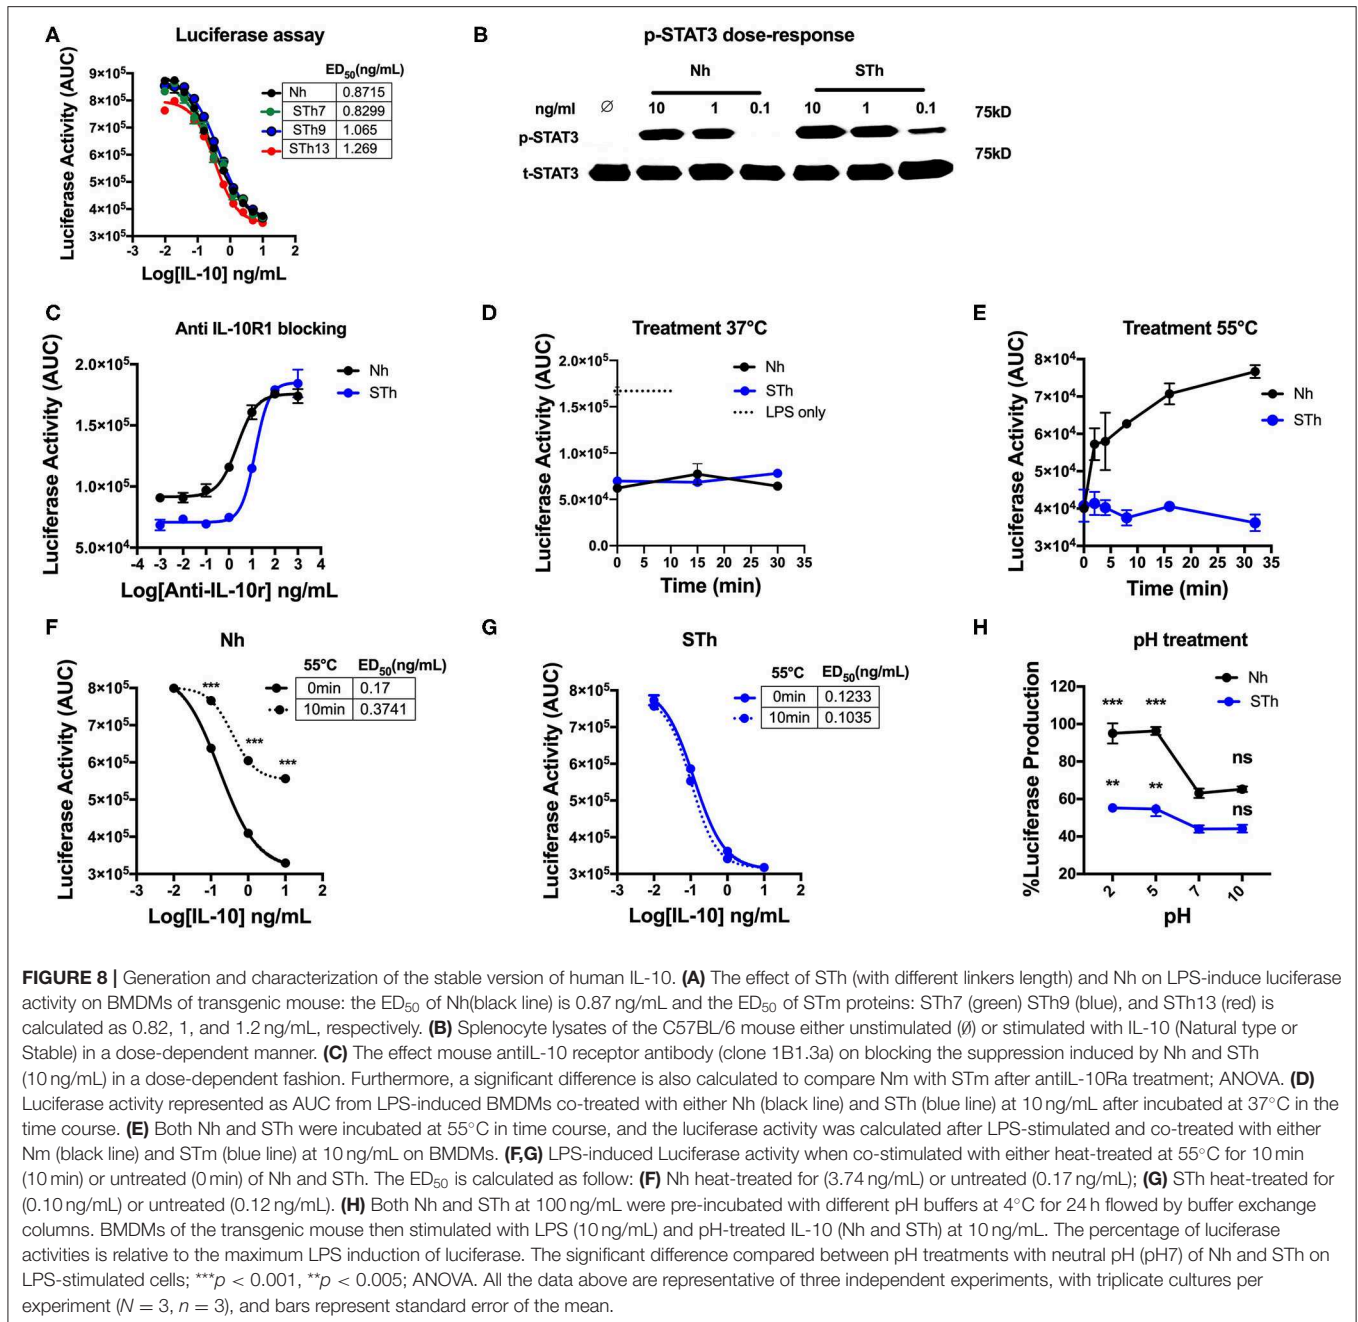 A
Luciferase assay
Luciferase Activity (AUC)
9×10⁵
8×10⁵
7×10⁵
6×10⁵
5×10⁵
4×10⁵
3×10⁵
-3 -2 -1 0 1 2
Log[IL-10] ng/mL
ED₅₀(ng/mL)
Nh 0.8715
STh7 0.8299
STh9 1.065
STh13 1.269
B
p-STAT3 dose-response
Nh STh
ng/ml ∅ 10 1 0.1 10 1 0.1 75kD
p-STAT3
75kD
t-STAT3
C
Anti IL-10R1 blocking
Luciferase Activity (AUC)
2.0×10⁵
1.5×10⁵
1.0×10⁵
5.0×10⁴
-4 -3 -2 -1 0 1 2 3 4
Log[Anti-IL-10r] ng/mL
Nh
STh
D
Treatment 37°C
Luciferase Activity (AUC)
2.0×10⁵
1.5×10⁵
1.0×10⁵
5.0×10⁴
0.0
0 5 10 15 20 25 30 35
Time (min)
Nh
STh
LPS only
E
Treatment 55°C
Luciferase Activity (AUC)
8×10⁴
7×10⁴
6×10⁴
5×10⁴
4×10⁴
3×10⁴
0 5 10 15 20 25 30 35
Time (min)
Nh
STh
F
Nh
Luciferase Activity (AUC)
8×10⁵
7×10⁵
6×10⁵
5×10⁵
4×10⁵
3×10⁵
-3 -2 -1 0 1 2
Log[IL-10] ng/mL
*** *** ***
55°C ED₅₀(ng/mL)
0min 0.17
10min 0.3741
G
STh
Luciferase Activity (AUC)
8×10⁵
7×10⁵
6×10⁵
5×10⁵
4×10⁵
3×10⁵
-3 -2 -1 0 1 2
Log[IL-10] ng/mL
55°C ED₅₀(ng/mL)
0min 0.1233
10min 0.1035
H
pH treatment
%Luciferase Production
120
100
80
60
40
20
2 5 7 10
pH
Nh
STh
*** *** ns
** ** ns
FIGURE 8 | Generation and characterization of the stable version of human IL-10. (A) The effect of STh (with different linkers length) and Nh on LPS-induce luciferase
activity on BMDMs of transgenic mouse: the ED₅₀ of Nh(black line) is 0.87 ng/mL and the ED₅₀ of STm proteins: STh7 (green) STh9 (blue), and STh13 (red) is
calculated as 0.82, 1, and 1.2 ng/mL, respectively. (B) Splenocyte lysates of the C57BL/6 mouse either unstimulated (Ø) or stimulated with IL-10 (Natural type or
Stable) in a dose-dependent manner. (C) The effect mouse antiIL-10 receptor antibody (clone 1B1.3a) on blocking the suppression induced by Nh and STh
(10 ng/mL) in a dose-dependent fashion. Furthermore, a significant difference is also calculated to compare Nm with STm after antiIL-10Ra treatment; ANOVA. (D)
Luciferase activity represented as AUC from LPS-induced BMDMs co-treated with either Nh (black line) and STh (blue line) at 10 ng/mL after incubated at 37°C in the
time course. (E) Both Nh and STh were incubated at 55°C in time course, and the luciferase activity was calculated after LPS-stimulated and co-treated with either
Nm (black line) and STm (blue line) at 10 ng/mL on BMDMs. (F,G) LPS-induced Luciferase activity when co-stimulated with either heat-treated at 55°C for 10 min
(10 min) or untreated (0 min) of Nh and STh. The ED₅₀ is calculated as follow: (F) Nh heat-treated for (3.74 ng/mL) or untreated (0.17 ng/mL); (G) STh heat-treated for
(0.10 ng/mL) or untreated (0.12 ng/mL). (H) Both Nh and STh at 100 ng/mL were pre-incubated with different pH buffers at 4°C for 24 h flowed by buffer exchange
columns. BMDMs of the transgenic mouse then stimulated with LPS (10 ng/mL) and pH-treated IL-10 (Nh and STh) at 10 ng/mL. The percentage of luciferase
activities is relative to the maximum LPS induction of luciferase. The significant difference compared between pH treatments with neutral pH (pH7) of Nh and STh on
LPS-stimulated cells; ***p < 0.001, **p < 0.005; ANOVA. All the data above are representative of three independent experiments, with triplicate cultures per
experiment (N = 3, n = 3), and bars represent standard error of the mean.